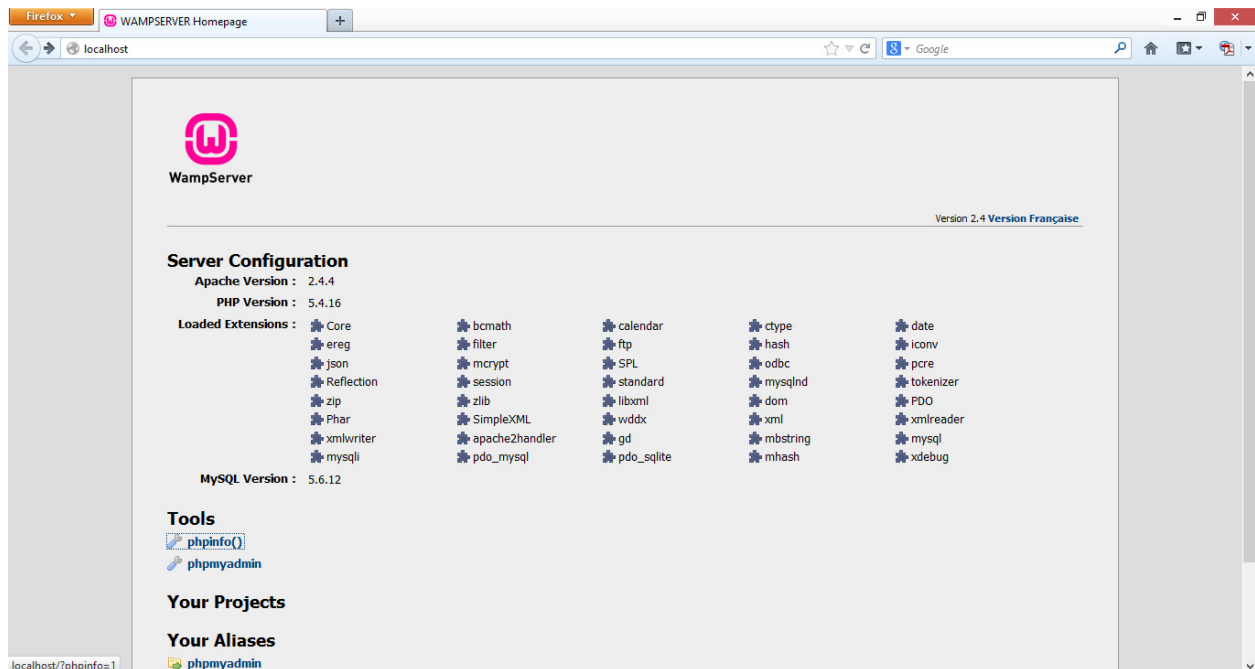 Firefox
WAMPSERVER Homepage
localhost
Google
WampServer
Version 2.4 Version Française
Server Configuration
Apache Version : 2.4.4
PHP Version : 5.4.16
Loaded Extensions : Core bcmath calendar ctype date
ereg filter ftp hash iconv
json mcrypt SPL odbc pcre
Reflection session standard mysqlnd tokenizer
zip zlib libxml dom PDO
Phar SimpleXML wddx xml xmlreader
xmlwriter apache2handler gd mbstring mysql
mysqli pdo_mysql pdo_sqlite mhash xdebug
MySQL Version : 5.6.12
Tools
phpinfo()
phpmyadmin
Your Projects
Your Aliases
phpmyadmin
localhost/?phpinfo=1